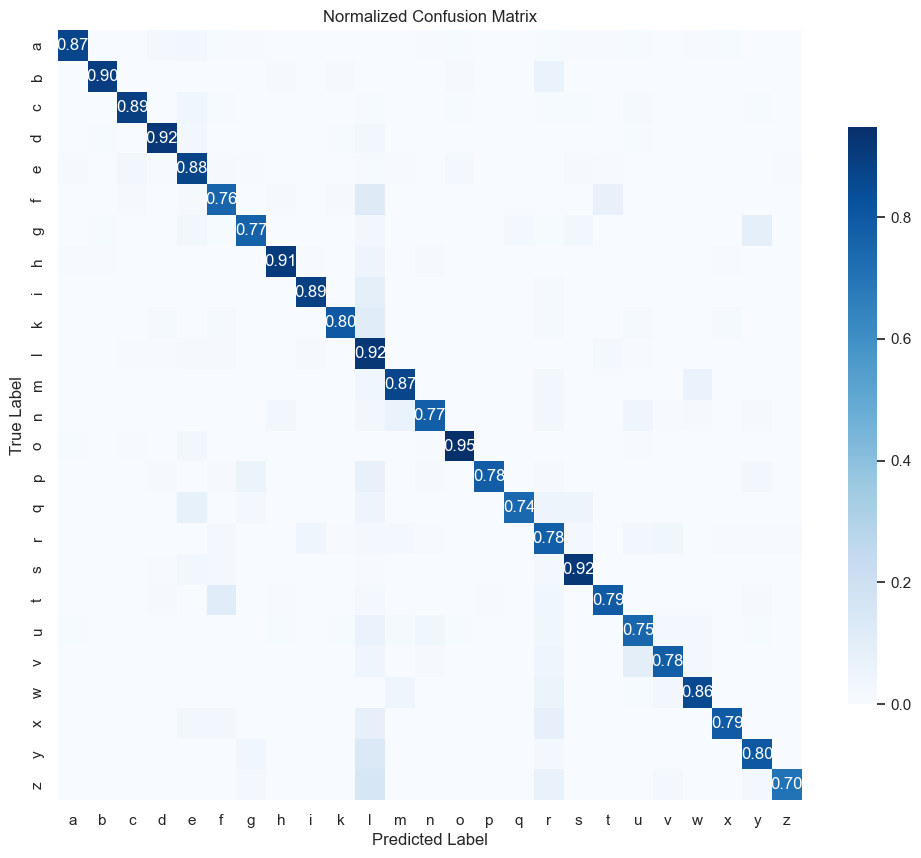 Normalized Confusion Matrix
a 0.87
b 0.90
c 0.89
d 0.92
e 0.88
f 0.76
g 0.77
h 0.91
i 0.89
k 0.80
l 0.92
m 0.87
n 0.77
o 0.95
p 0.78
q 0.74
r 0.78
s 0.92
t 0.79
u 0.75
v 0.78
w 0.86
x 0.79
y 0.80
z 0.70
a b c d e f g h i k l m n o p q r s t u v w x y z
Predicted Label
True Label
0.8
0.6
0.4
0.2
0.0